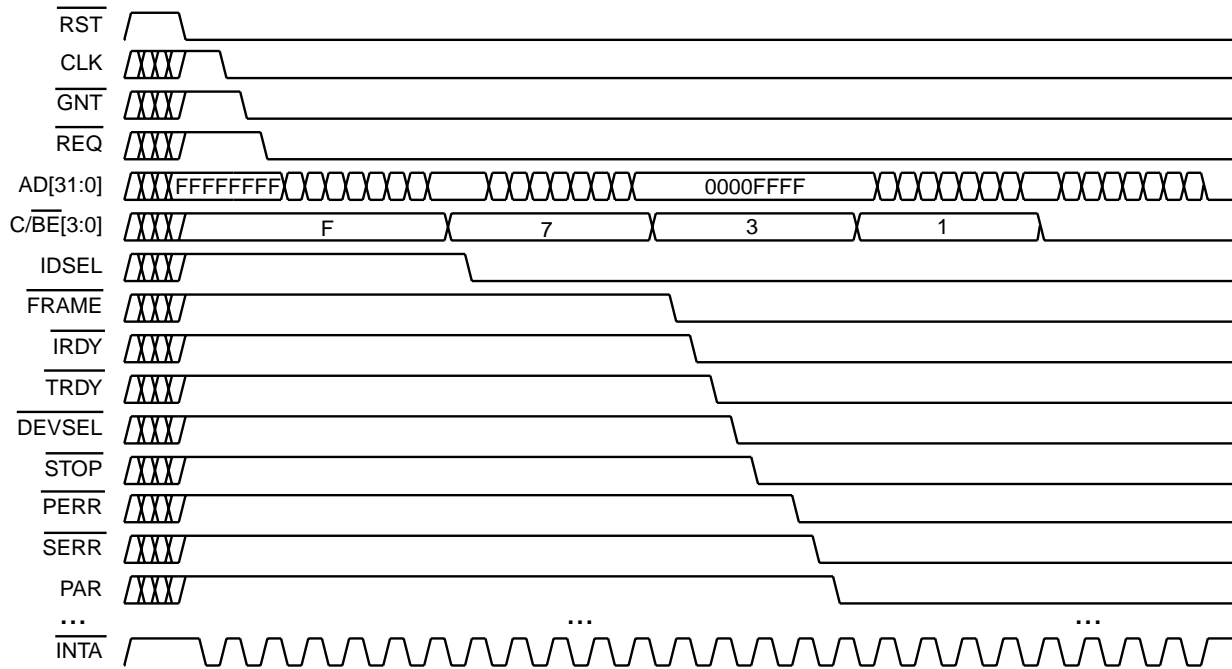 RST
CLK
GNT
REQ
AD[31:0] FFFFFFFF 0000FFFF
C/BE[3:0] F 7 3 1
IDSEL
FRAME
IRDY
TRDY
DEVSEL
STOP
PERR
SERR
PAR
... ... ...
INTA